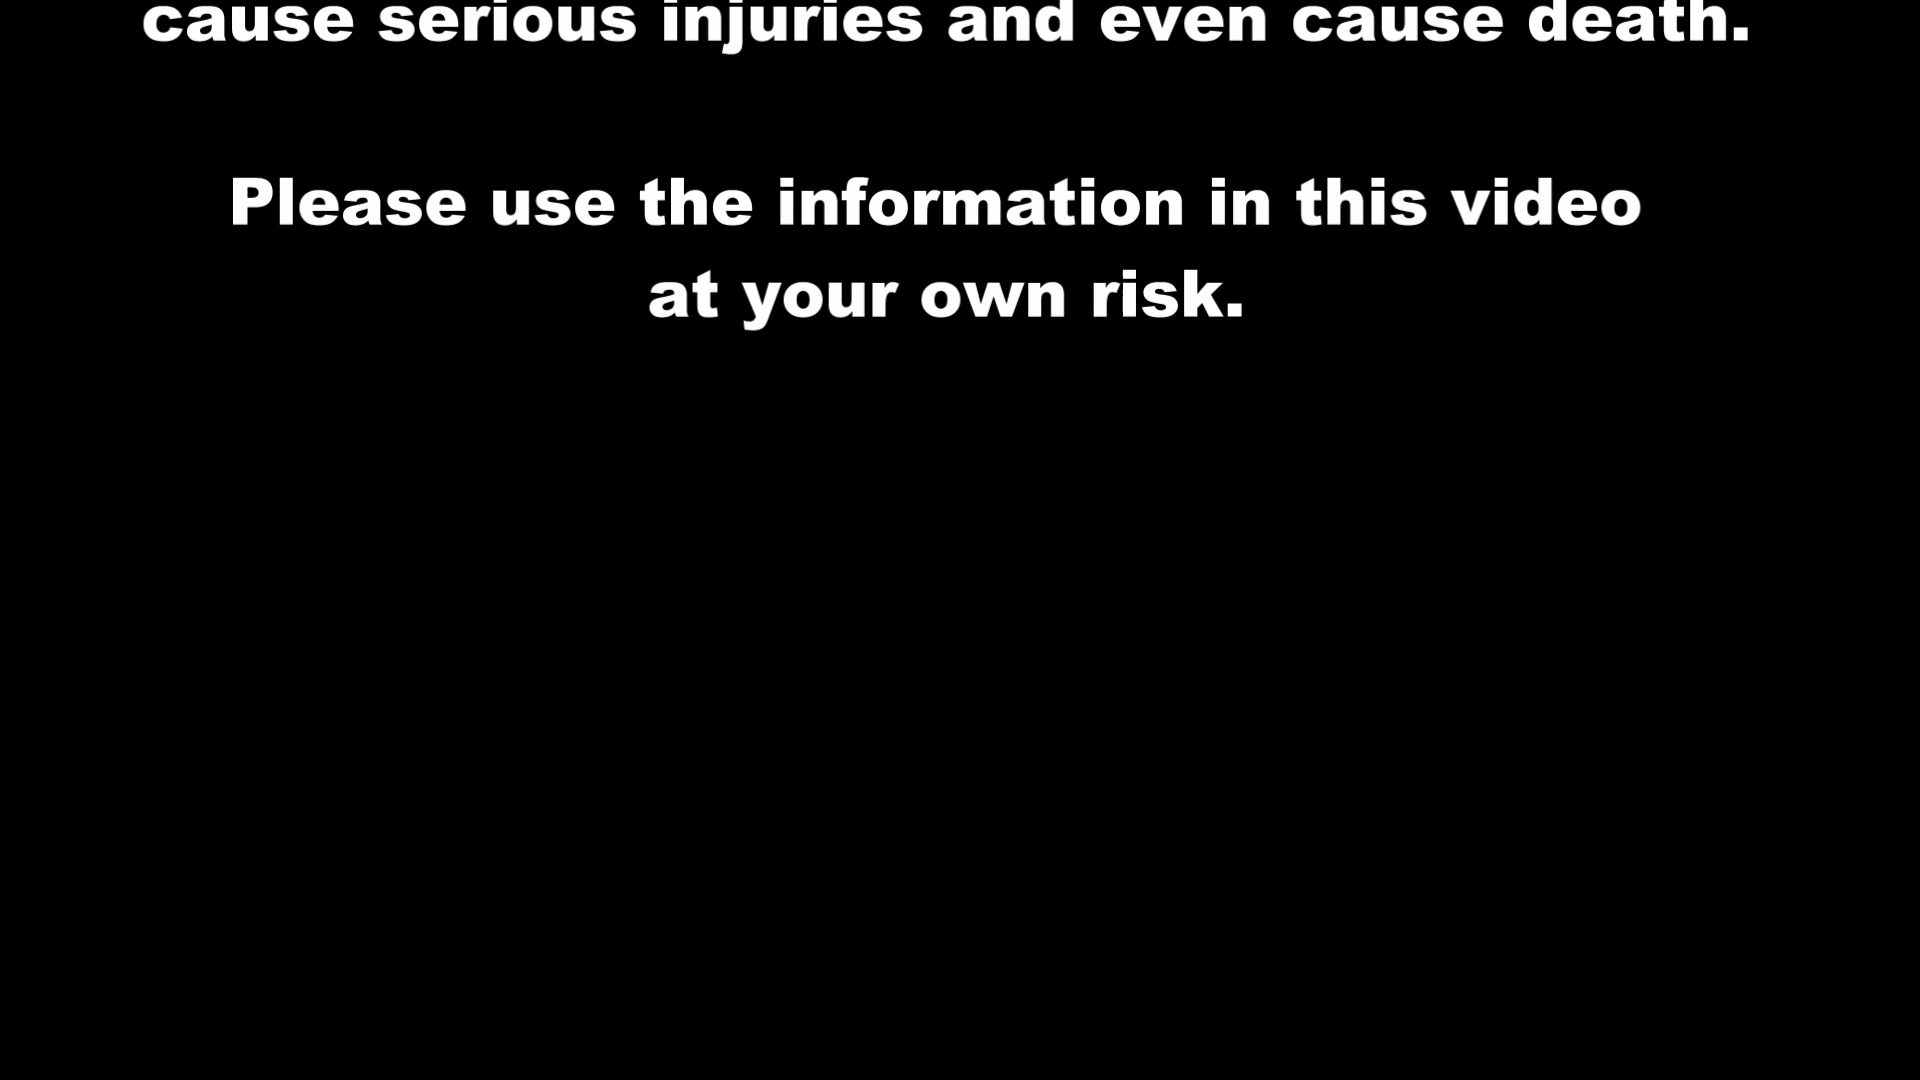 cause serious injuries and even cause death.
Please use the information in this video
at your own risk.